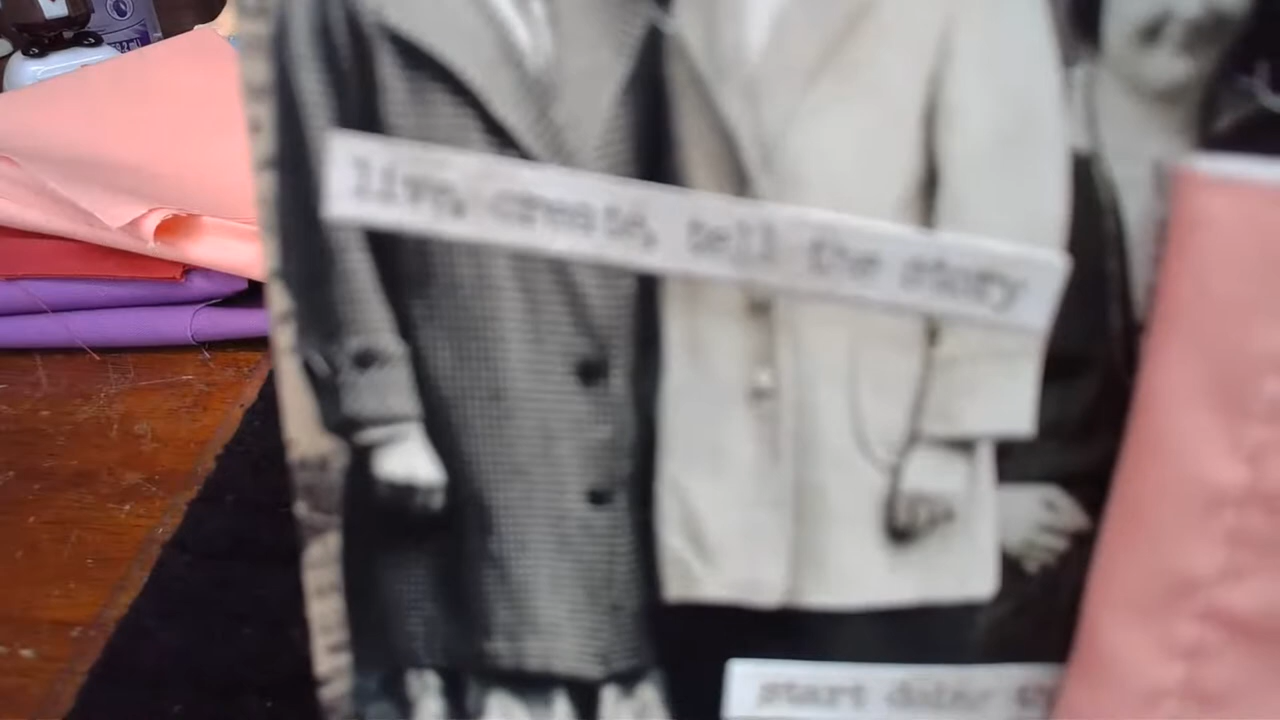 live, create, tell the story
start doing